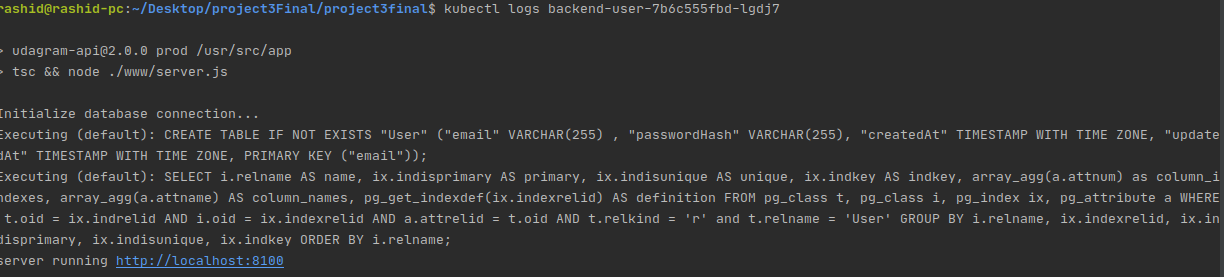 rashid@rashid-pc:~/Desktop/project3Final/project3final$ kubectl logs backend-user-7b6c555fbd-lgdj7
> udagram-api@2.0.0 prod /usr/src/app
> tsc && node ./www/server.js
Initialize database connection...
Executing (default): CREATE TABLE IF NOT EXISTS "User" ("email" VARCHAR(255) , "passwordHash" VARCHAR(255), "createdAt" TIMESTAMP WITH TIME ZONE, "update
dAt" TIMESTAMP WITH TIME ZONE, PRIMARY KEY ("email"));
Executing (default): SELECT i.relname AS name, ix.indisprimary AS primary, ix.indisunique AS unique, ix.indkey AS indkey, array_agg(a.attnum) as column_i
ndexes, array_agg(a.attname) AS column_names, pg_get_indexdef(ix.indexrelid) AS definition FROM pg_class t, pg_class i, pg_index ix, pg_attribute a WHERE
t.oid = ix.indrelid AND i.oid = ix.indexrelid AND a.attrelid = t.oid AND t.relkind = 'r' and t.relname = 'User' GROUP BY i.relname, ix.indexrelid, ix.in
disprimary, ix.indisunique, ix.indkey ORDER BY i.relname;
server running http://localhost:8100